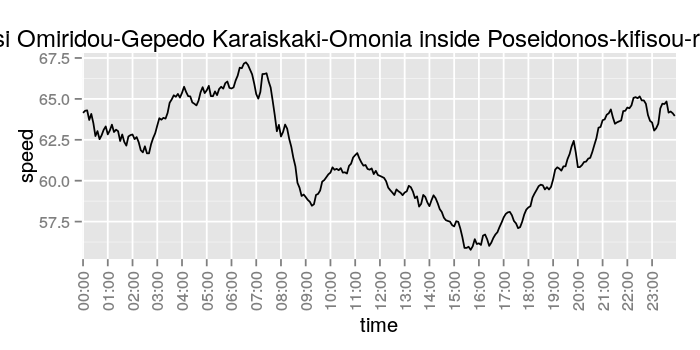 si Omiridou-Gepedo Karaiskaki-Omonia inside Poseidonos-kifisou-r
67.5
65.0
62.5
60.0
57.5
speed
00:00 01:00 02:00 03:00 04:00 05:00 06:00 07:00 08:00 09:00 10:00 11:00 12:00 13:00 14:00 15:00 16:00 17:00 18:00 19:00 20:00 21:00 22:00 23:00
time